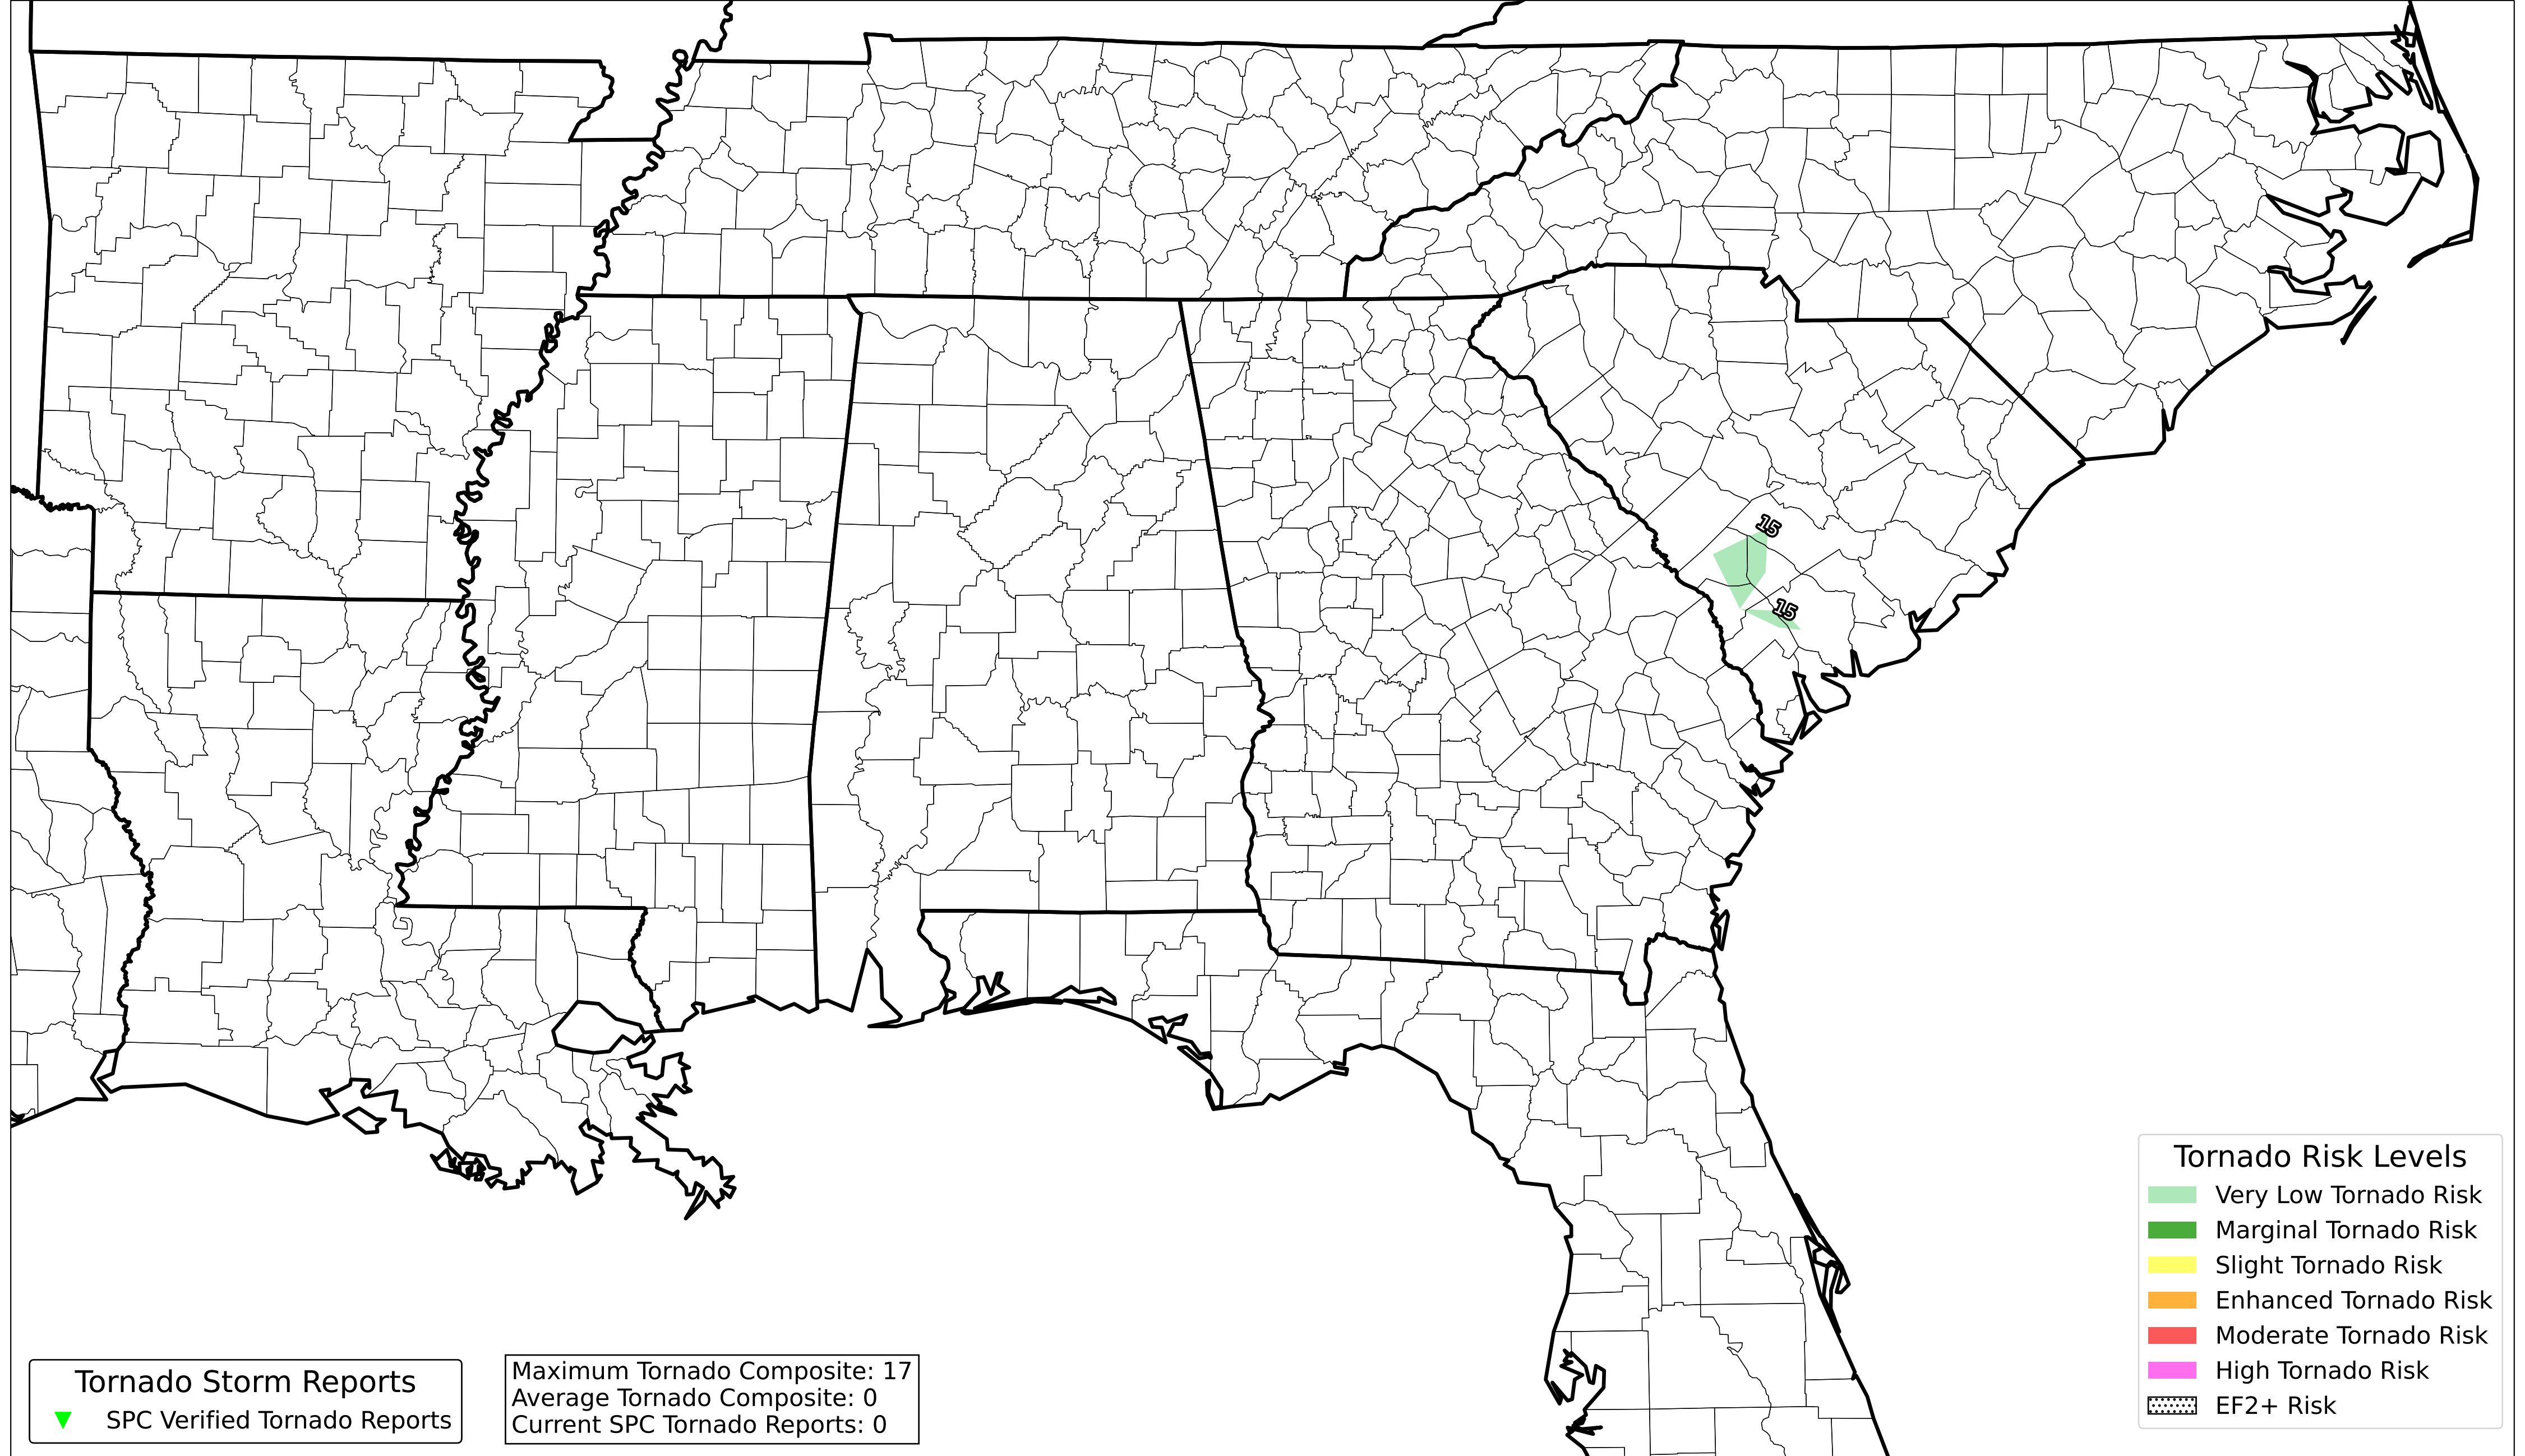 15
15
Tornado Risk Levels
Very Low Tornado Risk
Marginal Tornado Risk
Slight Tornado Risk
Enhanced Tornado Risk
Moderate Tornado Risk
High Tornado Risk
EF2+ Risk
Tornado Storm Reports
SPC Verified Tornado Reports
Maximum Tornado Composite: 17
Average Tornado Composite: 0
Current SPC Tornado Reports: 0